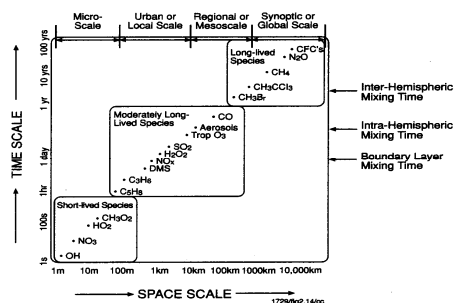 Micro-
Scale
Urban or
Local Scale
Regional or
Mesoscale
Synoptic or
Global Scale
TIME SCALE
100 yrs
10 yrs
1 yr
1day
1hr
100s
1s
Long-lived
Species
CFC's
N2O
CH4
CH3CCl3
CH3Br
Moderately Long-
Lived Species
CO
Aerosols
Trop O3
SO2
H2O2
NOx
DMS
C3H6
C5H8
Short-lived Species
CH3O2
HO2
NO3
OH
Inter-Hemispheric
Mixing Time
Intra-Hemispheric
Mixing Time
Boundary Layer
Mixing Time
1m
10m
100m
1km
10km
100km
1000km
10,000km
SPACE SCALE
1729/fig2.14/pc